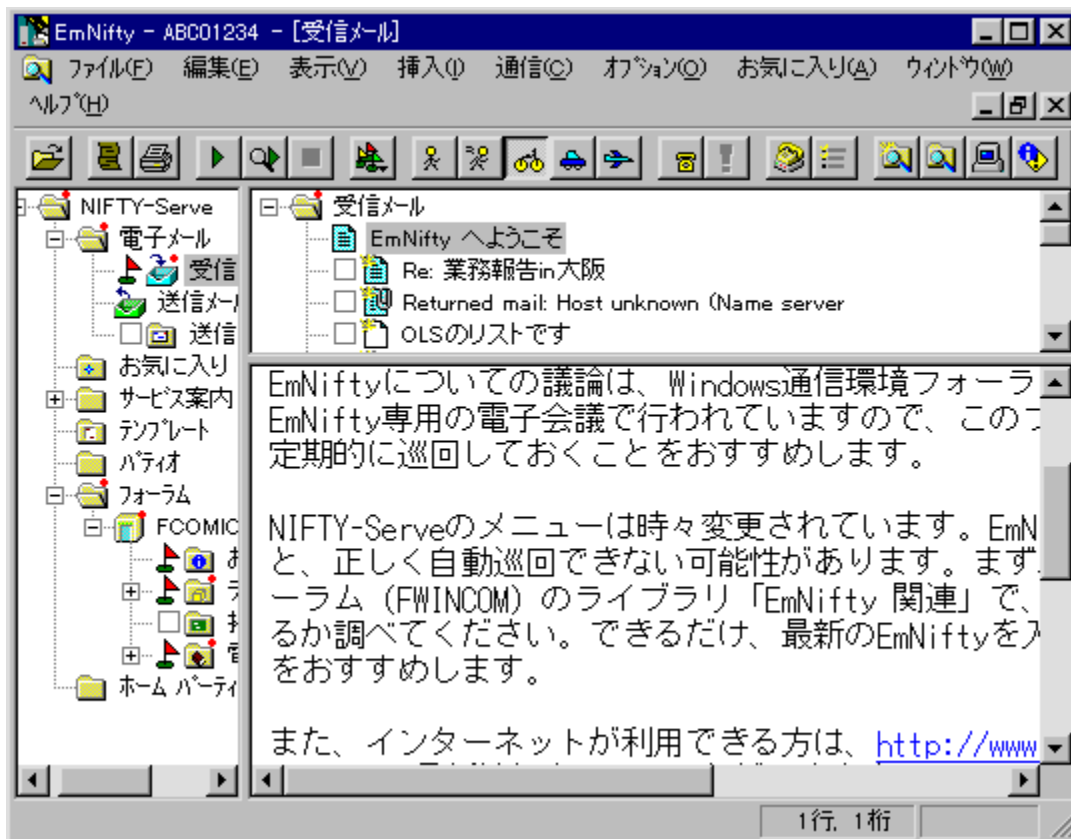 EmNifty - ABC01234 - [受信ﾒｰﾙ]
ﾌｧｲﾙ(F) 編集(E) 表示(V) 挿入(I) 通信(C) ｵﾌﾟｼｮﾝ(O) お気に入り(A) ｳｨﾝﾄﾞｳ(W)
ﾍﾙﾌﾟ(H)
NIFTY-Serve
電子ﾒｰﾙ
受信
送信ﾒｰﾙ
送信
お気に入り
ｻｰﾋﾞｽ案内
ﾃﾝﾌﾟﾚｰﾄ
ﾊﾟﾃｨｵ
ﾌｫｰﾗﾑ
FCOMIC
ﾎｰﾑ ﾊﾟｰﾃｨ
受信ﾒｰﾙ
EmNifty へようこそ
Re: 業務報告in大阪
Returned mail: Host unknown (Name server
OLSのリストです
EmNiftyについての議論は、Windows通信環境フォーラ
EmNifty専用の電子会議で行われていますので、この
定期的に巡回しておくことをおすすめします。
NIFTY-Serveのメニューは時々変更されています。EmN
と、正しく自動巡回できない可能性があります。まず
ーラム (FWINCOM) のライブラリ「EmNifty 関連」で、
るか調べてください。できるだけ、最新のEmNiftyを入
をおすすめします。
また、インターネットが利用できる方は、http://www
1行, 1桁